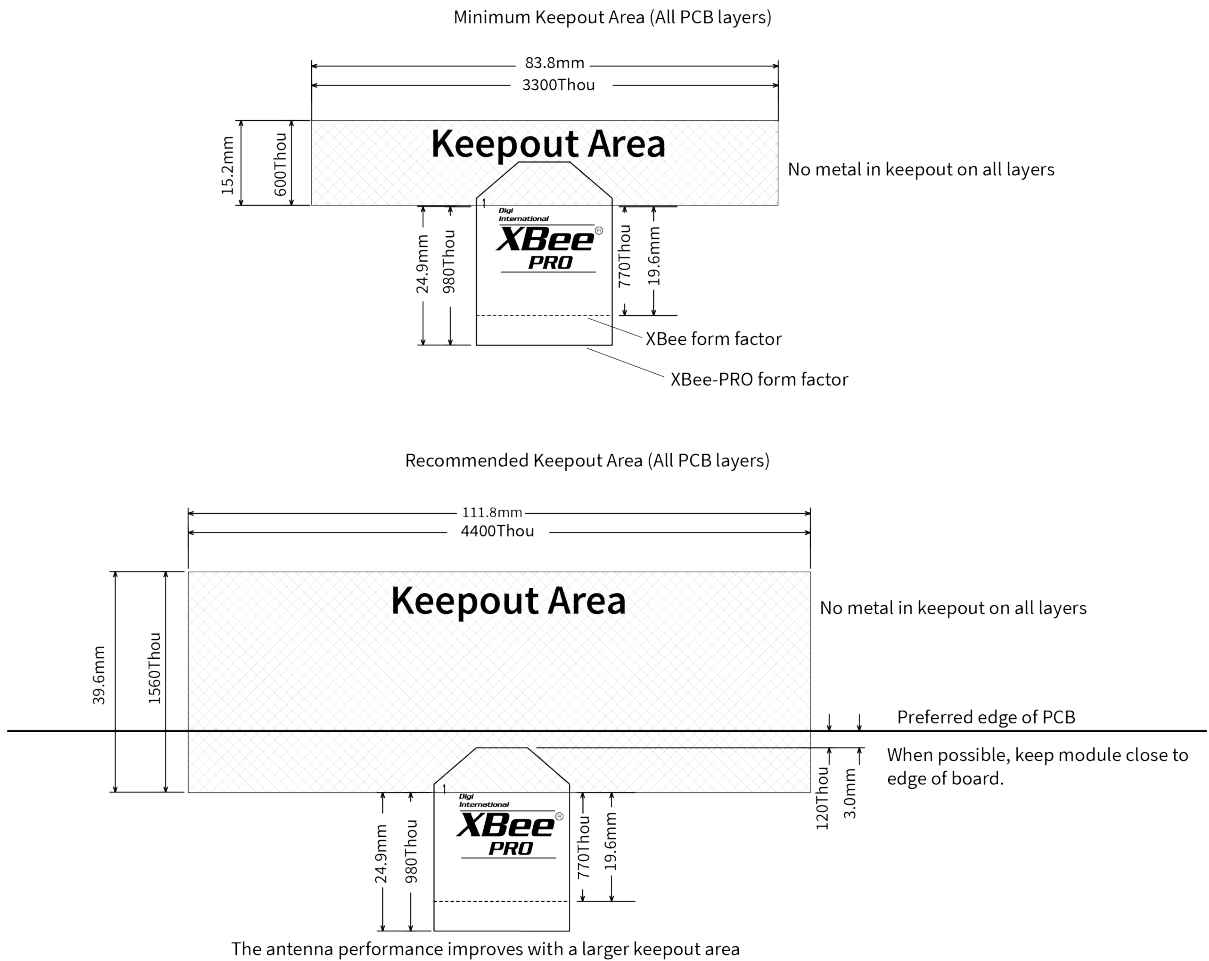 Minimum Keepout Area (All PCB layers)
83.8mm
3300Thou
Keepout Area
15.2mm
600Thou
No metal in keepout on all layers
1
Digi
International
XBee®
PRO
24.9mm
980Thou
770Thou
19.6mm
XBee form factor
XBee-PRO form factor
Recommended Keepout Area (All PCB layers)
111.8mm
4400Thou
Keepout Area
No metal in keepout on all layers
39.6mm
1560Thou
Preferred edge of PCB
When possible, keep module close to
edge of board.
120Thou
3.0mm
1
Digi
International
XBee®
PRO
24.9mm
980Thou
770Thou
19.6mm
The antenna performance improves with a larger keepout area